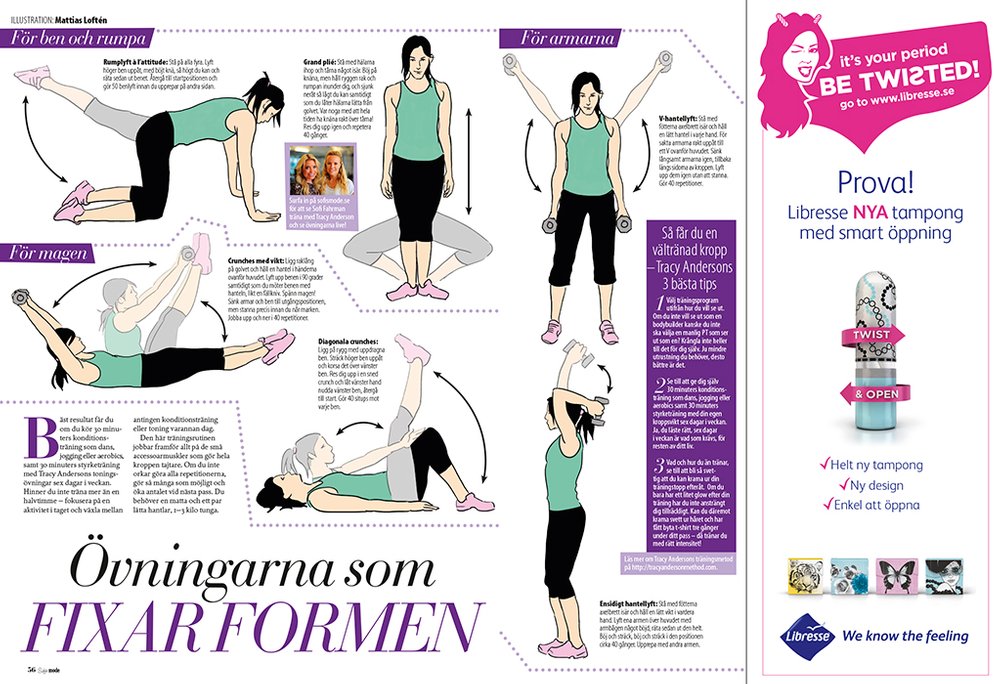 ILLUSTRATION: Mattias Loftén
För ben och rumpa
Rumplyft à l'attitude: Stå på alla fyra. Lyft
höger ben uppåt, med böjt knä, så högt du kan och
räta sedan ut benet. Återgå till startpositionen och
gör 50 benlyft innan du upprepar på andra sidan.
Grand plié: Stå med hälarna
ihop och tårna något isär. Böj på
knäna, men håll ryggen rak och
rumpan inunder dig, och sjunk
neråt så lågt du kan samtidigt
som du låter hälarna lätta från
golvet. Var noga med att hela
tiden ha knäna rakt över tårna!
Res dig upp igen och repetera
40 gånger.
Surfa in på sofismode.se
för att se Sofi Fahrman
träna med Tracy Anderson
och se övningarna live!
För magen
Crunches med vikt: Ligg raklång
på golvet och håll en hantel i händerna
ovanför huvudet. Lyft upp benen i 90 grader
samtidigt som du möter benen med
hanteln, likt en fällkniv. Spänn magen!
Sänk armar och ben till utgångspositionen,
men stanna precis innan du når marken.
Jobba upp och ner i 40 repetitioner.
Diagonala crunches:
Ligg på rygg med uppdragna
ben. Sträck höger ben uppåt
och korsa det över vänster
ben. Res dig upp i en sned
crunch och låt vänster hand
nudda vänster ben, återgå
till start. Gör 40 situps mot
varje ben.
Bäst resultat får du
om du kör 30 minu-
ters konditions-
träning som dans,
jogging eller aerobics,
samt 30 minuters styrketräning
med Tracy Andersons tonings-
övningar sex dagar i veckan.
Hinner du inte träna mer än en
halvtimme – fokusera på en
aktivitet i taget och växla mellan
antingen konditionsträning
eller toning varannan dag.
Den här träningsrutinen
jobbar framför allt på de små
accessoarmuskler som gör hela
kroppen tajtare. Om du inte
orkar göra alla repetitionerna,
gör så många som möjligt och
öka antalet vid nästa pass. Du
behöver en matta och ett par
lätta hantlar, 1–3 kilo tunga.
Övningarna som
FIXAR FORMEN
56 Sofis mode
För armarna
V-hantellyft: Stå med
fötterna axelbrett isär och håll
en lätt hantel i varje hand. För
sakta armarna rakt uppåt till
ett V ovanför huvudet. Sänk
långsamt armarna igen, tillbaka
längs sidorna av kroppen. Lyft
upp dem igen utan att stanna.
Gör 40 repetitioner.
Så får du en
vältränad kropp
– Tracy Andersons
3 bästa tips
1 Välj träningsprogram
utifrån hur du vill se ut.
Om du inte vill se ut som en
bodybuilder kanske du inte
ska välja en manlig PT som ser
ut som en? Krångla inte heller
till det för dig själv. Ju mindre
utrustning du behöver, desto
bättre är det.
2 Se till att ge dig själv
30 minuters konditions-
träning som dans, jogging eller
aerobics samt 30 minuters
styrketräning med din egen
kroppsvikt sex dagar i veckan.
Ja, du läste rätt, sex dagar
i veckan är vad som krävs, för
resten av ditt liv.
3 Vad och hur du än tränar,
se till att bli så svet-
tig att du kan krama ur din
träningstopp efteråt. Om du
bara har ett litet glow efter din
träning har du inte ansträngt
dig tillräckligt. Kan du däremot
krama svett ur håret och har
fått byta t-shirt tre gånger
under ditt pass – då tränar du
med rätt intensitet!
Läs mer om Tracy Andersons träningsmetod
på http://tracyandersonmethod.com.
Ensidigt hantellyft: Stå med fötterna
axelbrett isär och håll en lätt vikt i vardera
hand. Lyft ena armen över huvudet med
armbågen något böjd, räta sedan ut den helt.
Böj och sträck, böj och sträck i den positionen
cirka 40 gånger. Upprepa med andra armen.
it's your period
BE TWISTED!
go to www.libresse.se
Prova!
Libresse NYA tampong
med smart öppning
TWIST
& OPEN
Helt ny tampong
Ny design
Enkel att öppna
Libresse
We know the feeling